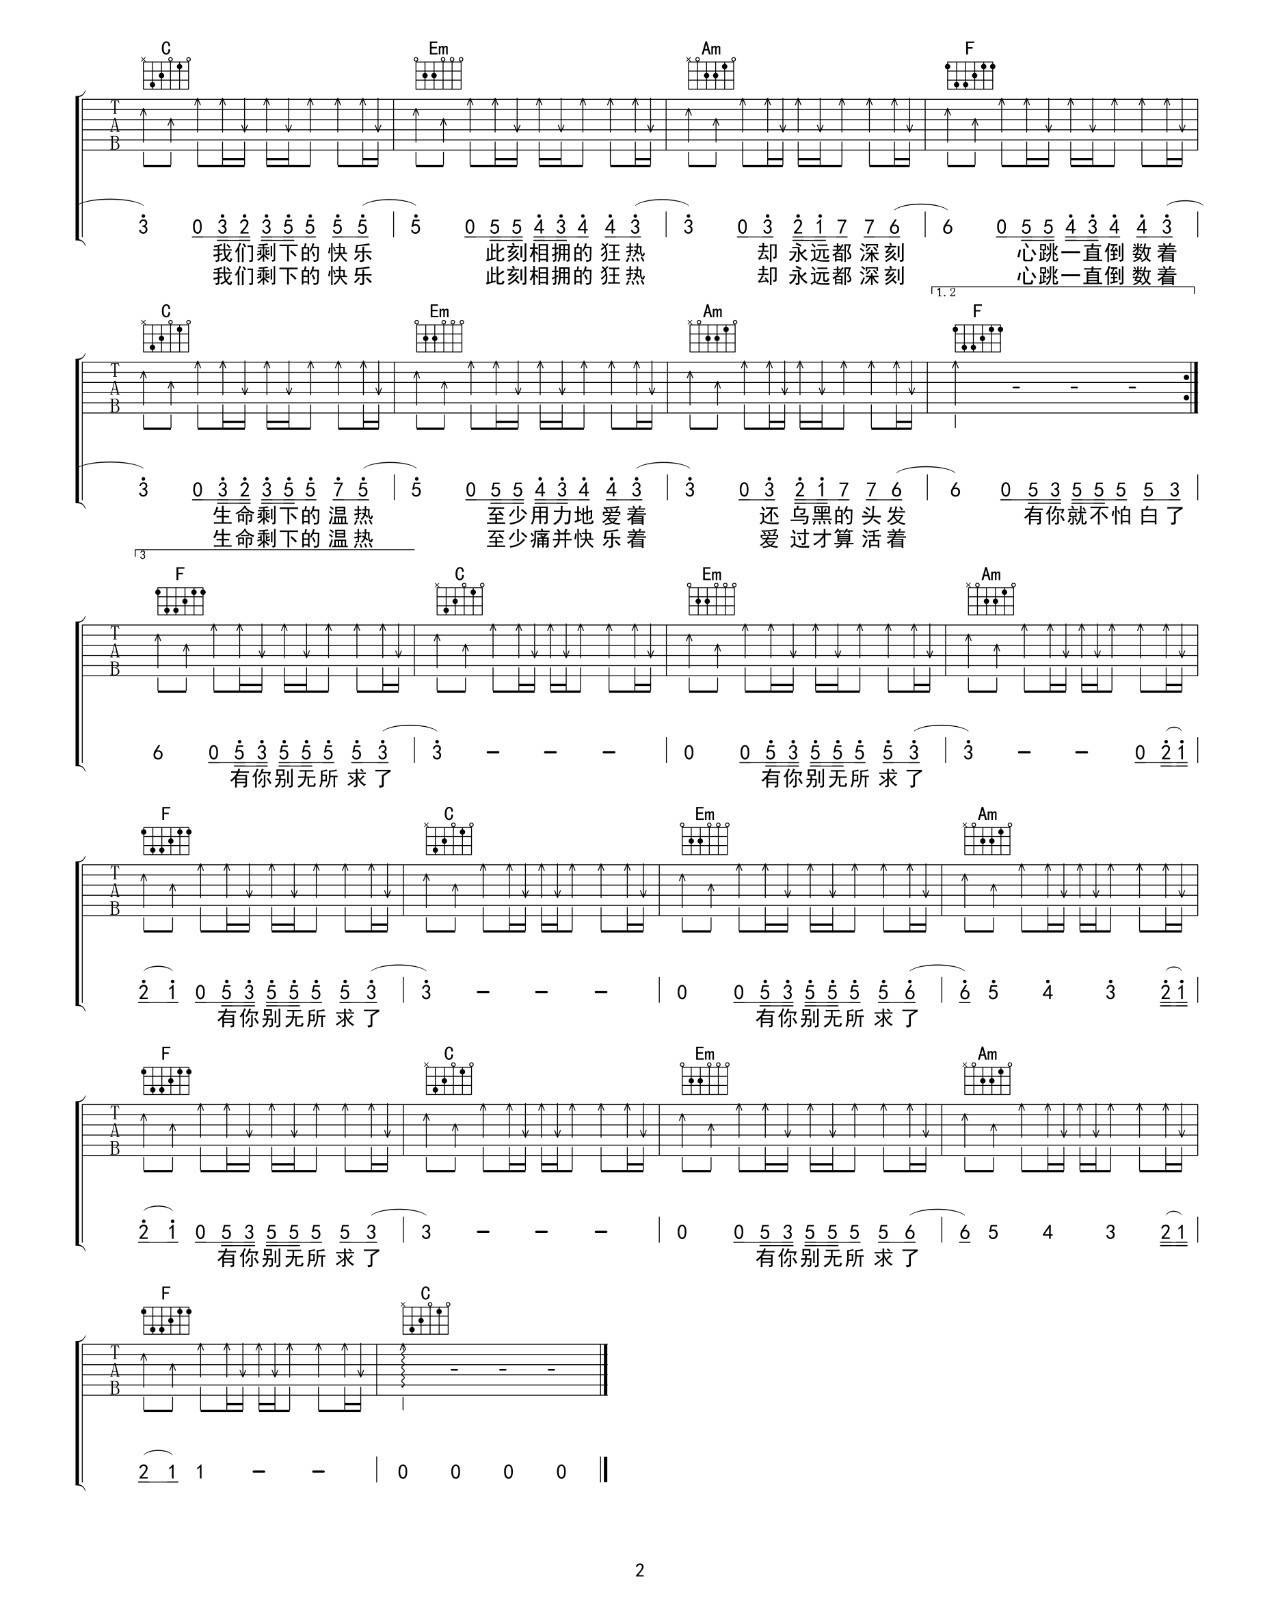 C Em Am F
T A B
3 0 3 2 3 5 5 5 5 5 0 5 5 4 3 4 4 3 3 0 3 2 1 7 7 6 6 0 5 5 4 3 4 4 3
我们剩下的快乐 此刻相拥的狂热 却永远都深刻 心跳一直倒数着
我们剩下的快乐 此刻相拥的狂热 却永远都深刻 心跳一直倒数着
1.2
C Em Am F
T A B
3 0 3 2 3 5 5 7 5 5 0 5 5 4 3 4 4 3 3 0 3 2 1 7 7 6 6 0 5 3 5 5 5 5 3
生命剩下的温热 至少用力地爱着 还乌黑的头发 有你就不怕白了
生命剩下的温热 至少痛并快乐着 爱过才算活着
3
F C Em Am
T A B
6 0 5 3 5 5 5 5 3 3 - - - 0 0 5 3 5 5 5 5 3 3 - - 0 2 1
有你别无所求了 有你别无所求了
F C Em Am
T A B
2 1 0 5 3 5 5 5 5 3 3 - - - 0 0 5 3 5 5 5 5 6 6 5 4 3 2 1
有你别无所求了 有你别无所求了
F C Em Am
T A B
2 1 0 5 3 5 5 5 5 3 3 - - - 0 0 5 3 5 5 5 5 6 6 5 4 3 2 1
有你别无所求了 有你别无所求了
F C
T A B
2 1 1 - - 0 0 0 0
2